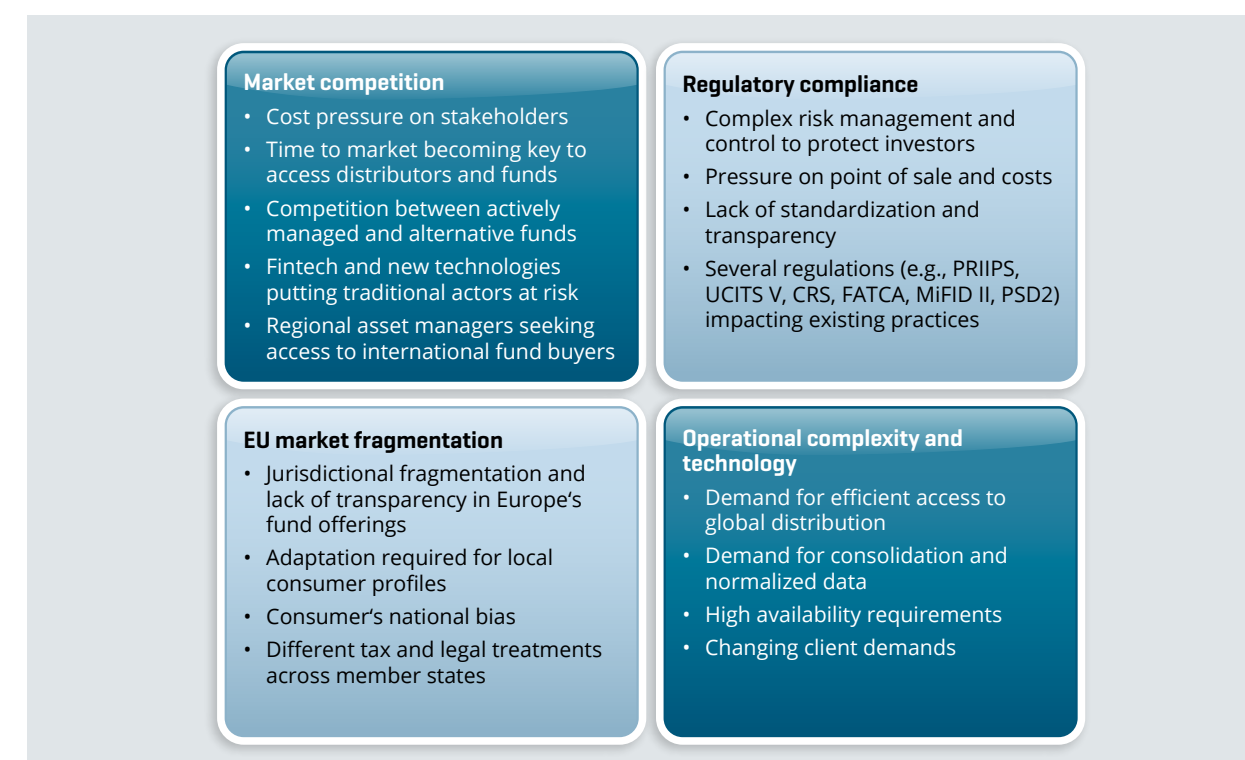 Market competition
• Cost pressure on stakeholders
• Time to market becoming key to
access distributors and funds
• Competition between actively
managed and alternative funds
• Fintech and new technologies
putting traditional actors at risk
• Regional asset managers seeking
access to international fund buyers
Regulatory compliance
• Complex risk management and
control to protect investors
• Pressure on point of sale and costs
• Lack of standardization and
transparency
• Several regulations (e.g., PRIIPS,
UCITS V, CRS, FATCA, MiFID II, PSD2)
impacting existing practices
EU market fragmentation
• Jurisdictional fragmentation and
lack of transparency in Europe‘s
fund offerings
• Adaptation required for local
consumer profiles
• Consumer‘s national bias
• Different tax and legal treatments
across member states
Operational complexity and
technology
• Demand for efficient access to
global distribution
• Demand for consolidation and
normalized data
• High availability requirements
• Changing client demands